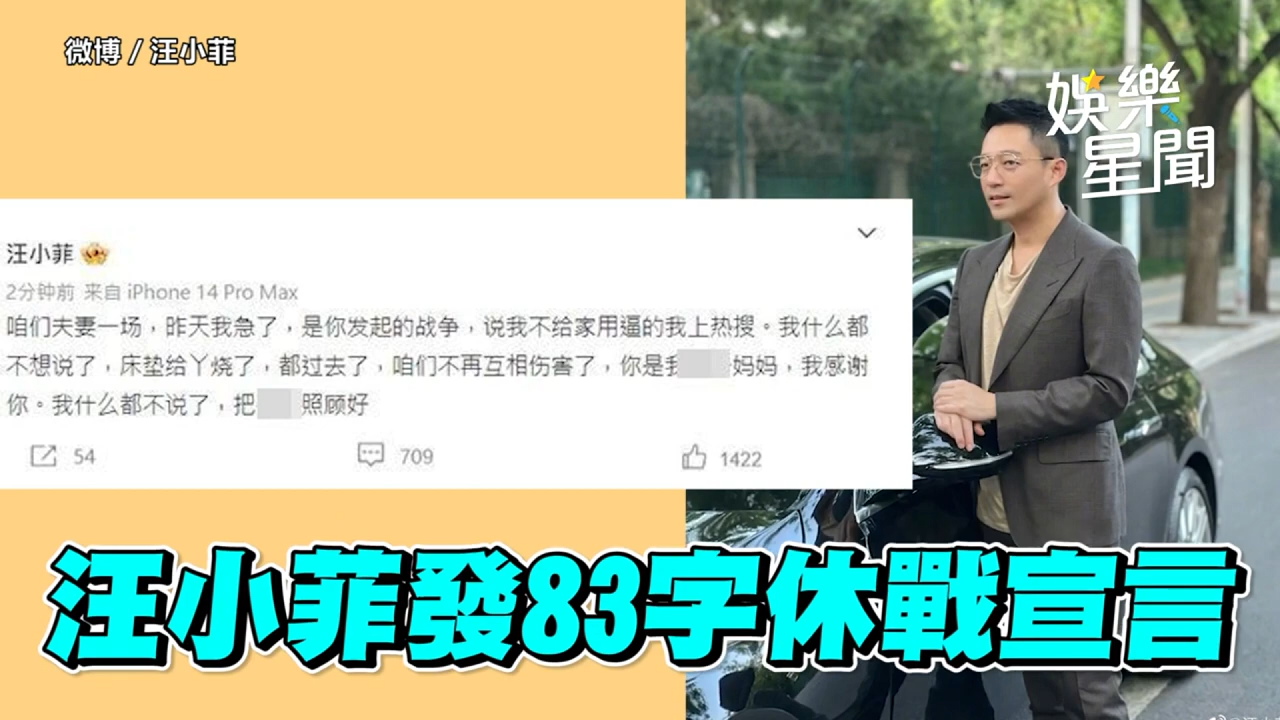 微博 / 汪小菲
娛樂
星聞
汪小菲
2分钟前 来自 iPhone 14 Pro Max
咱们夫妻一场，昨天我急了，是你发起的战争，说我不给家用逼的我上热搜。我什么都
不想说了，床垫给丫烧了，都过去了，咱们不再互相伤害了，你是我 妈妈，我感谢
你。我什么都不说了，把 照顾好
54
709
1422
汪小菲發83字休戰宣言